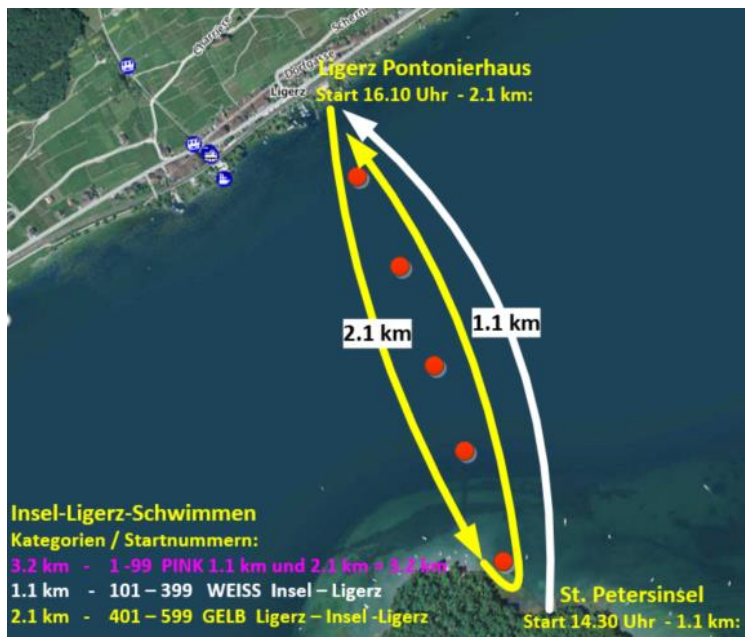 Charriese
Dorfgasse
Ligerz
Ligerz Pontonierhaus
Start 16.10 Uhr - 2.1 km:
2.1 km
1.1 km
Insel-Ligerz-Schwimmen
Kategorien / Startnummern:
3.2 km - 1 -99 PINK 1.1 km und 2.1 km = 3.2 km
1.1 km - 101 – 399 WEISS Insel – Ligerz
2.1 km - 401 – 599 GELB Ligerz – Insel -Ligerz
St. Petersinsel
Start 14.30 Uhr - 1.1 km: